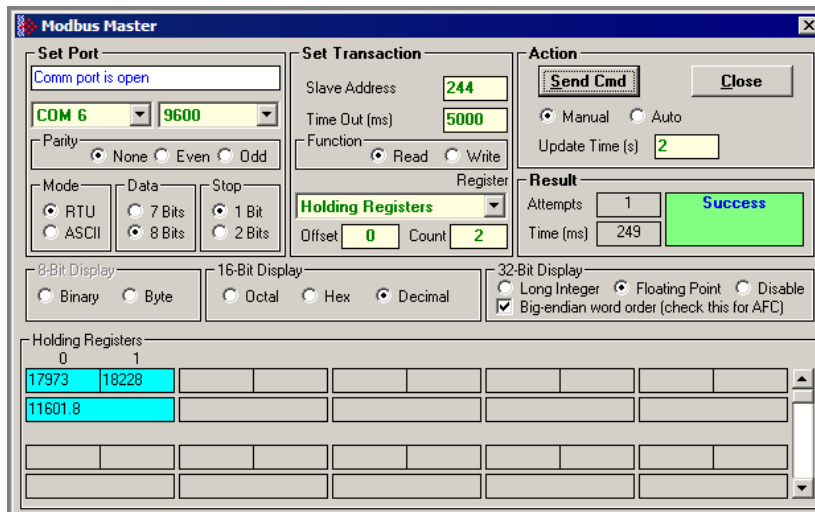 Modbus Master
Set Port
Comm port is open
COM 6 9600
Parity
None Even Odd
Mode
RTU
ASCII
Data
7 Bits
8 Bits
Stop
1 Bit
2 Bits
Set Transaction
Slave Address 244
Time Out (ms) 5000
Function
Read Write
Register
Holding Registers
Offset 0 Count 2
Action
Send Cmd Close
Manual Auto
Update Time (s) 2
Result
Attempts 1
Time (ms) 249
Success
8-Bit Display
Binary Byte
16-Bit Display
Octal Hex Decimal
32-Bit Display
Long Integer Floating Point Disable
Big-endian word order (check this for AFC)
Holding Registers
0 1
17973 18228
11601.8